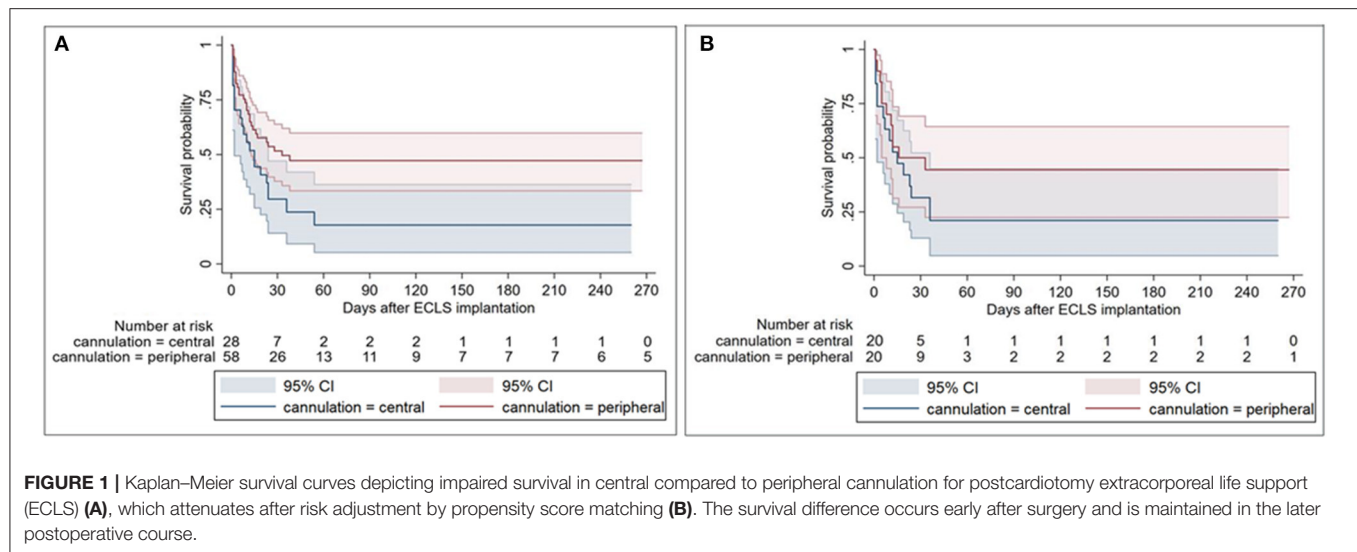 A
Survival probability
1
.75
.5
.25
0
0 30 60 90 120 150 180 210 240 270
Days after ECLS implantation
Number at risk
cannulation = central 28 7 2 2 2 1 1 1 1 0
cannulation = peripheral 58 26 13 11 9 7 7 7 6 5
95% CI 95% CI
cannulation = central cannulation = peripheral
B
Survival probability
1
.75
.5
.25
0
0 30 60 90 120 150 180 210 240 270
Days after ECLS implantation
Number at risk
cannulation = central 20 5 1 1 1 1 1 1 1 0
cannulation = peripheral 20 9 3 2 2 2 2 2 2 1
95% CI 95% CI
cannulation = central cannulation = peripheral
FIGURE 1 | Kaplan–Meier survival curves depicting impaired survival in central compared to peripheral cannulation for postcardiotomy extracorporeal life support
(ECLS) (A), which attenuates after risk adjustment by propensity score matching (B). The survival difference occurs early after surgery and is maintained in the later
postoperative course.